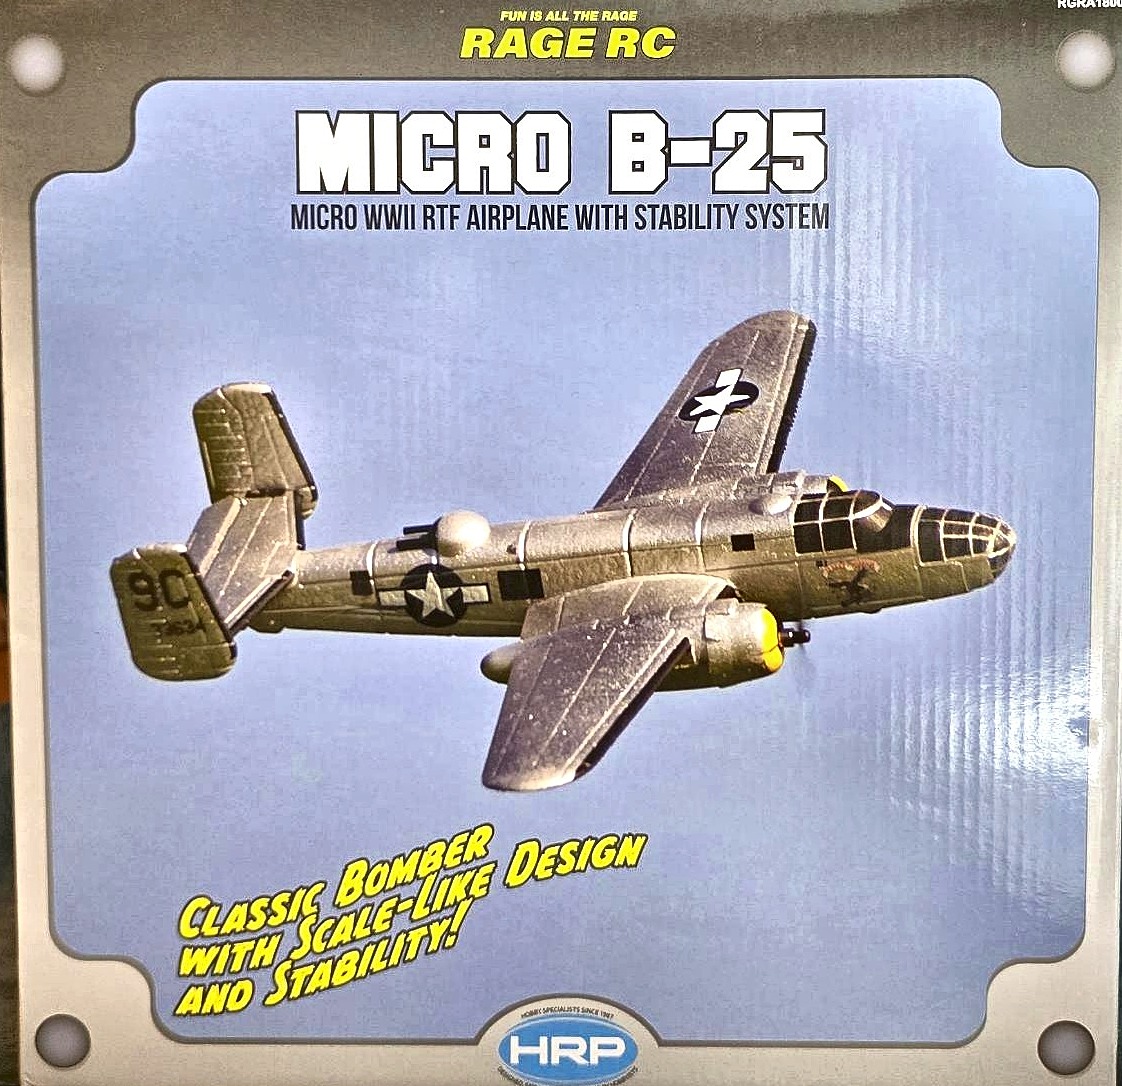 FUN IS ALL THE RAGE
RAGE RC
MICRO B-25
MICRO WWII RTF AIRPLANE WITH STABILITY SYSTEM
9C
CLASSIC BOMBER
WITH SCALE-LIKE DESIGN
AND STABILITY!
HOBBY SPECIALISTS SINCE 1987
HRP